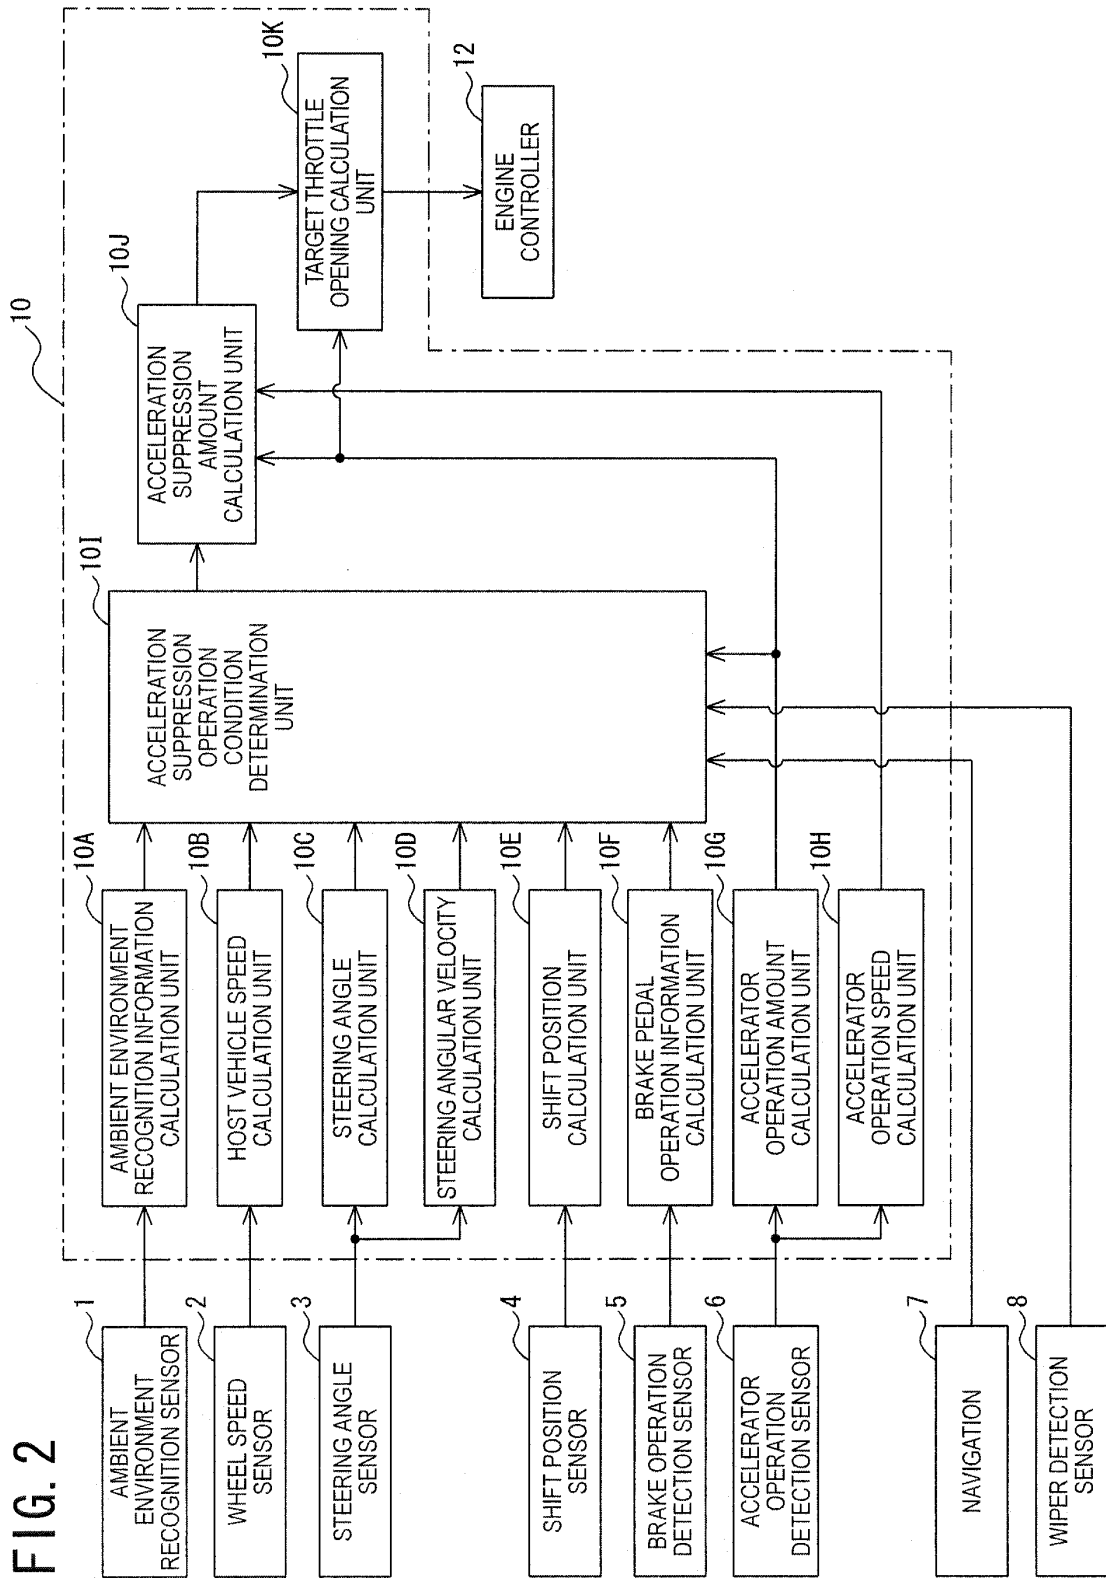 FIG. 2
10
1
AMBIENT
ENVIRONMENT
RECOGNITION SENSOR
2
WHEEL SPEED
SENSOR
3
STEERING ANGLE
SENSOR
4
SHIFT POSITION
SENSOR
5
BRAKE OPERATION
DETECTION SENSOR
6
ACCELERATOR
OPERATION
DETECTION SENSOR
7
NAVIGATION
8
WIPER DETECTION
SENSOR
10A
AMBIENT ENVIRONMENT
RECOGNITION INFORMATION
CALCULATION UNIT
10B
HOST VEHICLE SPEED
CALCULATION UNIT
10C
STEERING ANGLE
CALCULATION UNIT
10D
STEERING ANGULAR VELOCITY
CALCULATION UNIT
10E
SHIFT POSITION
CALCULATION UNIT
10F
BRAKE PEDAL
OPERATION INFORMATION
CALCULATION UNIT
10G
ACCELERATOR
OPERATION AMOUNT
CALCULATION UNIT
10H
ACCELERATOR
OPERATION SPEED
CALCULATION UNIT
10I
ACCELERATION
SUPPRESSION
OPERATION
CONDITION
DETERMINATION
UNIT
10J
ACCELERATION
SUPPRESSION
AMOUNT
CALCULATION UNIT
10K
TARGET THROTTLE
OPENING CALCULATION
UNIT
12
ENGINE
CONTROLLER